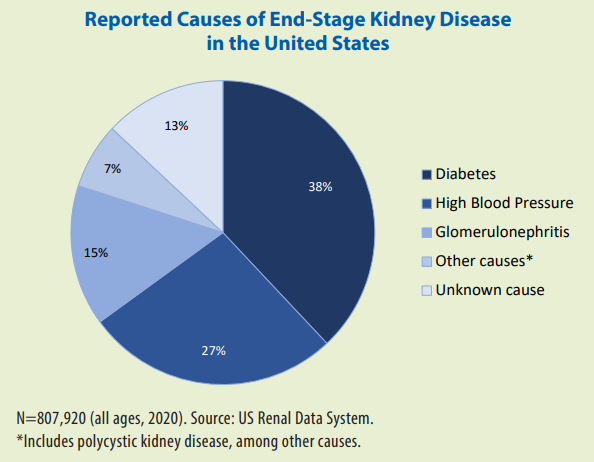 Reported Causes of End-Stage Kidney Disease
in the United States
13%
7%
38%
15%
27%
Diabetes
High Blood Pressure
Glomerulonephritis
Other causes*
Unknown cause
N=807,920 (all ages, 2020). Source: US Renal Data System.
*Includes polycystic kidney disease, among other causes.